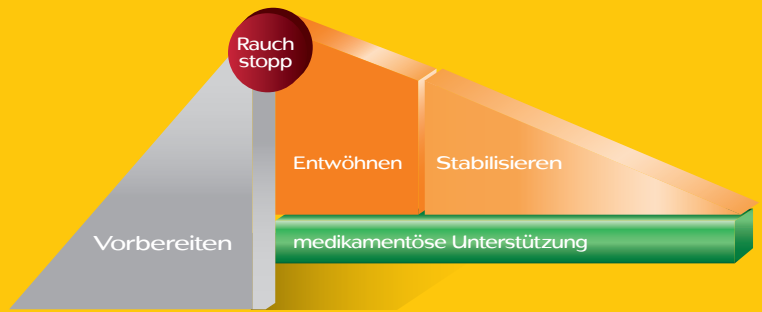 Rauch
stopp
Entwöhnen
Stabilisieren
Vorbereiten
medikamentöse Unterstützung